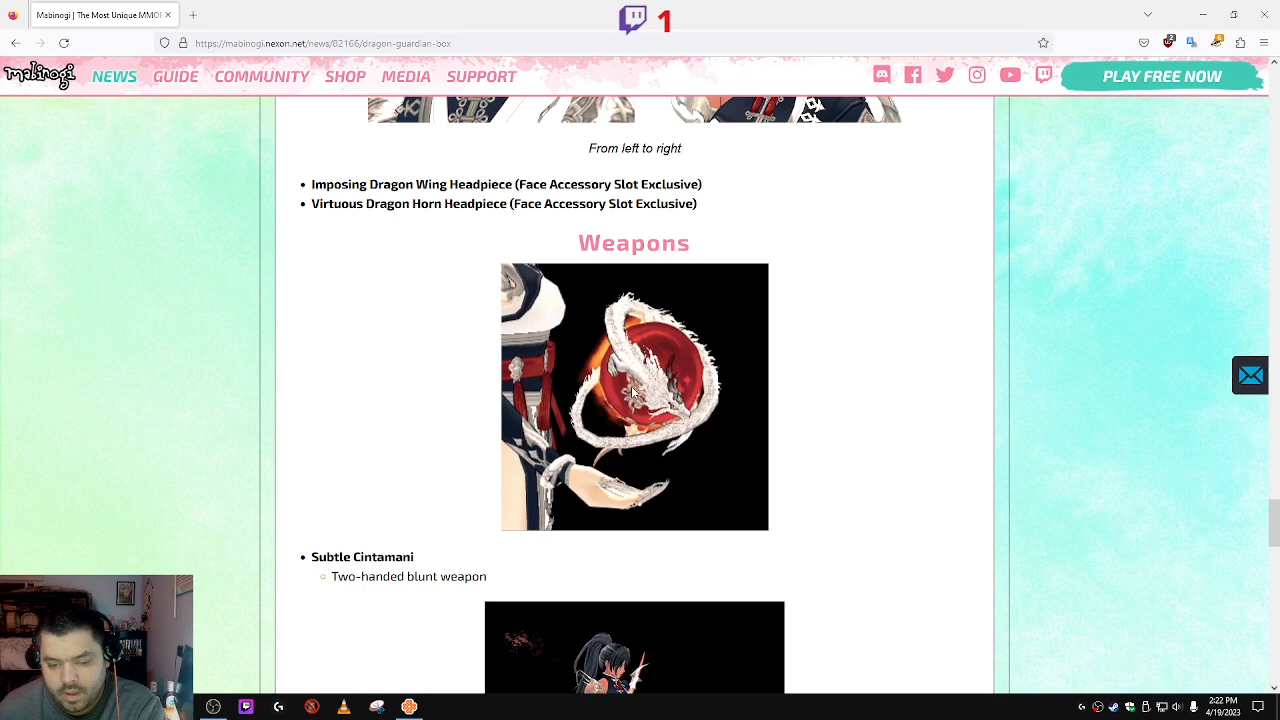 Mabinogi | The Most Unique MMOF
1
https://mabinogi.nexon.net/news/82166/dragon-guardian-box
mabinogi
NEWS GUIDE COMMUNITY SHOP MEDIA SUPPORT
PLAY FREE NOW
From left to right
• Imposing Dragon Wing Headpiece (Face Accessory Slot Exclusive)
• Virtuous Dragon Horn Headpiece (Face Accessory Slot Exclusive)
Weapons
• Subtle Cintamani
○ Two-handed blunt weapon
2:22 PM
4/19/2023